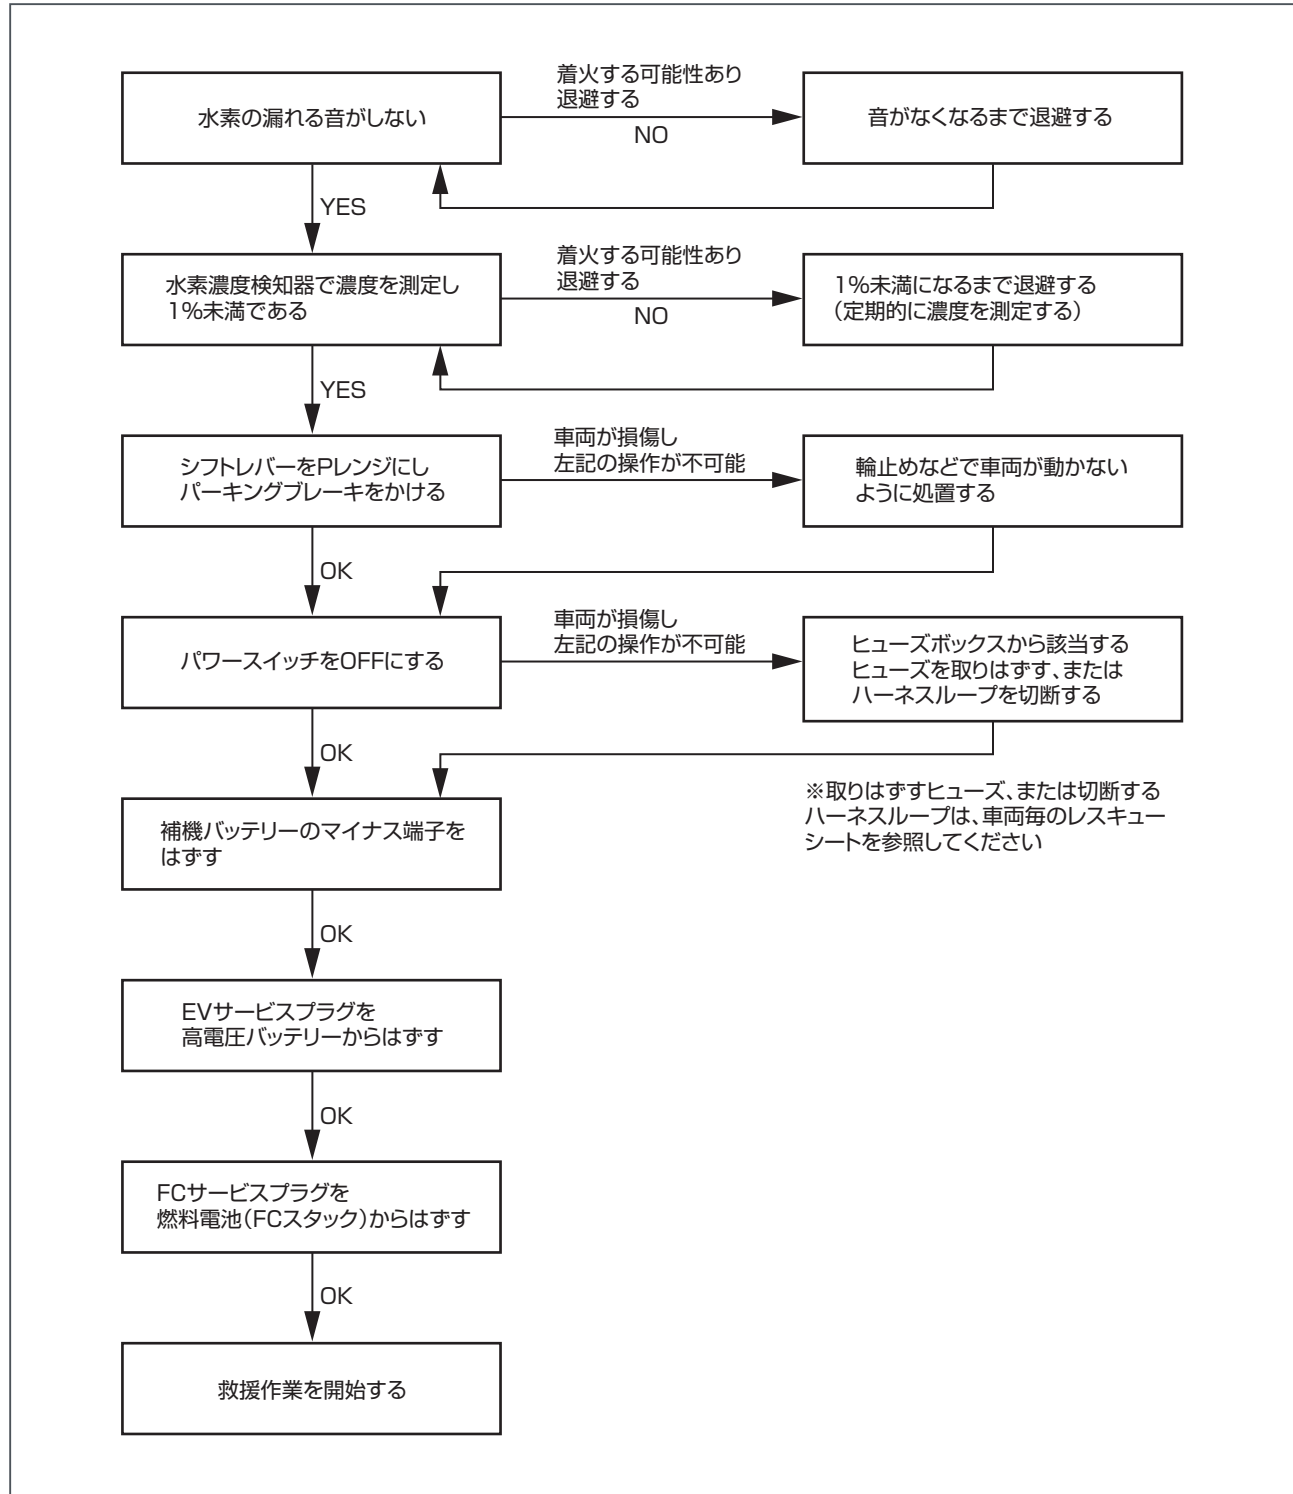 水素の漏れる音がしない
着火する可能性あり
退避する
NO
音がなくなるまで退避する
YES
水素濃度検知器で濃度を測定し
1%未満である
着火する可能性あり
退避する
NO
1%未満になるまで退避する
(定期的に濃度を測定する)
YES
シフトレバーをPレンジにし
パーキングブレーキをかける
車両が損傷し
左記の操作が不可能
輪止めなどで車両が動かない
ように処置する
OK
パワースイッチをOFFにする
車両が損傷し
左記の操作が不可能
ヒューズボックスから該当する
ヒューズを取りはずす、または
ハーネスループを切断する
OK
※取りはずすヒューズ、または切断する
ハーネスループは、車両毎のレスキュー
シートを参照してください
補機バッテリーのマイナス端子を
はずす
OK
EVサービスプラグを
高電圧バッテリーからはずす
OK
FCサービスプラグを
燃料電池(FCスタック)からはずす
OK
救援作業を開始する